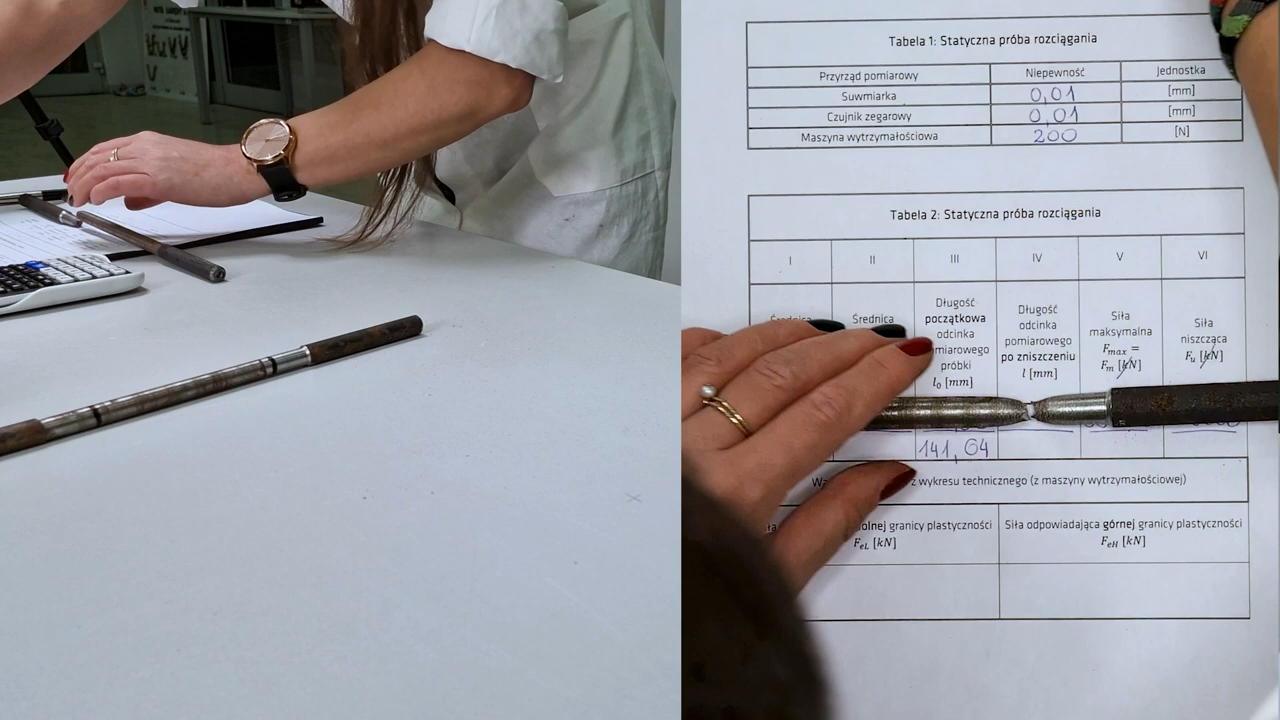 Tabela 1: Statyczna próba rozciągania
Przyrząd pomiarowy Niepewność Jednostka
Suwmiarka 0,01 [mm]
Czujnik zegarowy 0,01 [mm]
Maszyna wytrzymałościowa 200 [N]
Tabela 2: Statyczna próba rozciągania
I II III IV V VI
Średnica
Średnica
Długość
początkowa
odcinka
próbki
l₀ [mm]
Długość
odcinka
pomiarowego
po zniszczeniu
l [mm]
Siła
maksymalna
Fmax =
Fm [kN]
Siła
niszcząca
Fu [kN]
141,64
z wykresu technicznego (z maszyny wytrzymałościowej)
granicy plastyczności
FeL [kN]
Siła odpowiadająca górnej granicy plastyczności
FeH [kN]